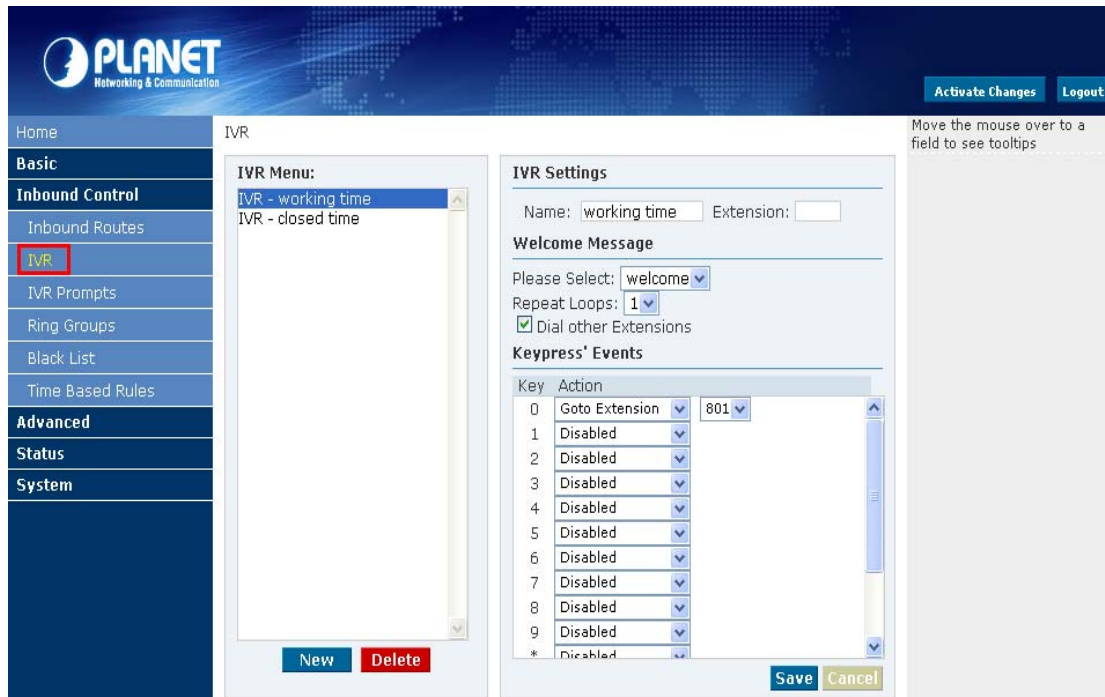 PLANET
Networking & Communication
Activate Changes
Logout
Home
Basic
Inbound Control
Inbound Routes
IVR
IVR Prompts
Ring Groups
Black List
Time Based Rules
Advanced
Status
System
IVR
IVR Menu:
IVR - working time
IVR - closed time
New
Delete
IVR Settings
Name: working time Extension:
Welcome Message
Please Select: welcome
Repeat Loops: 1
Dial other Extensions
Keypress' Events
Key Action
0 Goto Extension 801
1 Disabled
2 Disabled
3 Disabled
4 Disabled
5 Disabled
6 Disabled
7 Disabled
8 Disabled
9 Disabled
* Disabled
Save Cancel
Move the mouse over to a
field to see tooltips